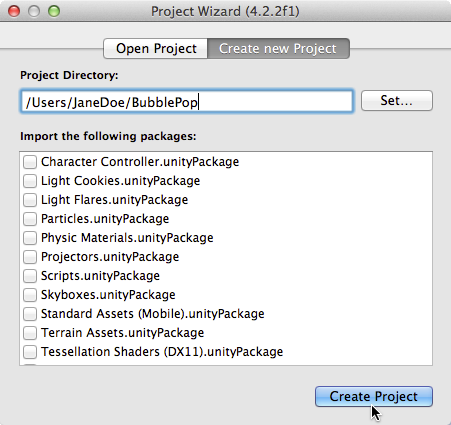 Project Wizard (4.2.2f1)
Open Project Create new Project
Project Directory:
/Users/JaneDoe/BubblePop Set...
Import the following packages:
Character Controller.unityPackage
Light Cookies.unityPackage
Light Flares.unityPackage
Particles.unityPackage
Physic Materials.unityPackage
Projectors.unityPackage
Scripts.unityPackage
Skyboxes.unityPackage
Standard Assets (Mobile).unityPackage
Terrain Assets.unityPackage
Tessellation Shaders (DX11).unityPackage
Create Project